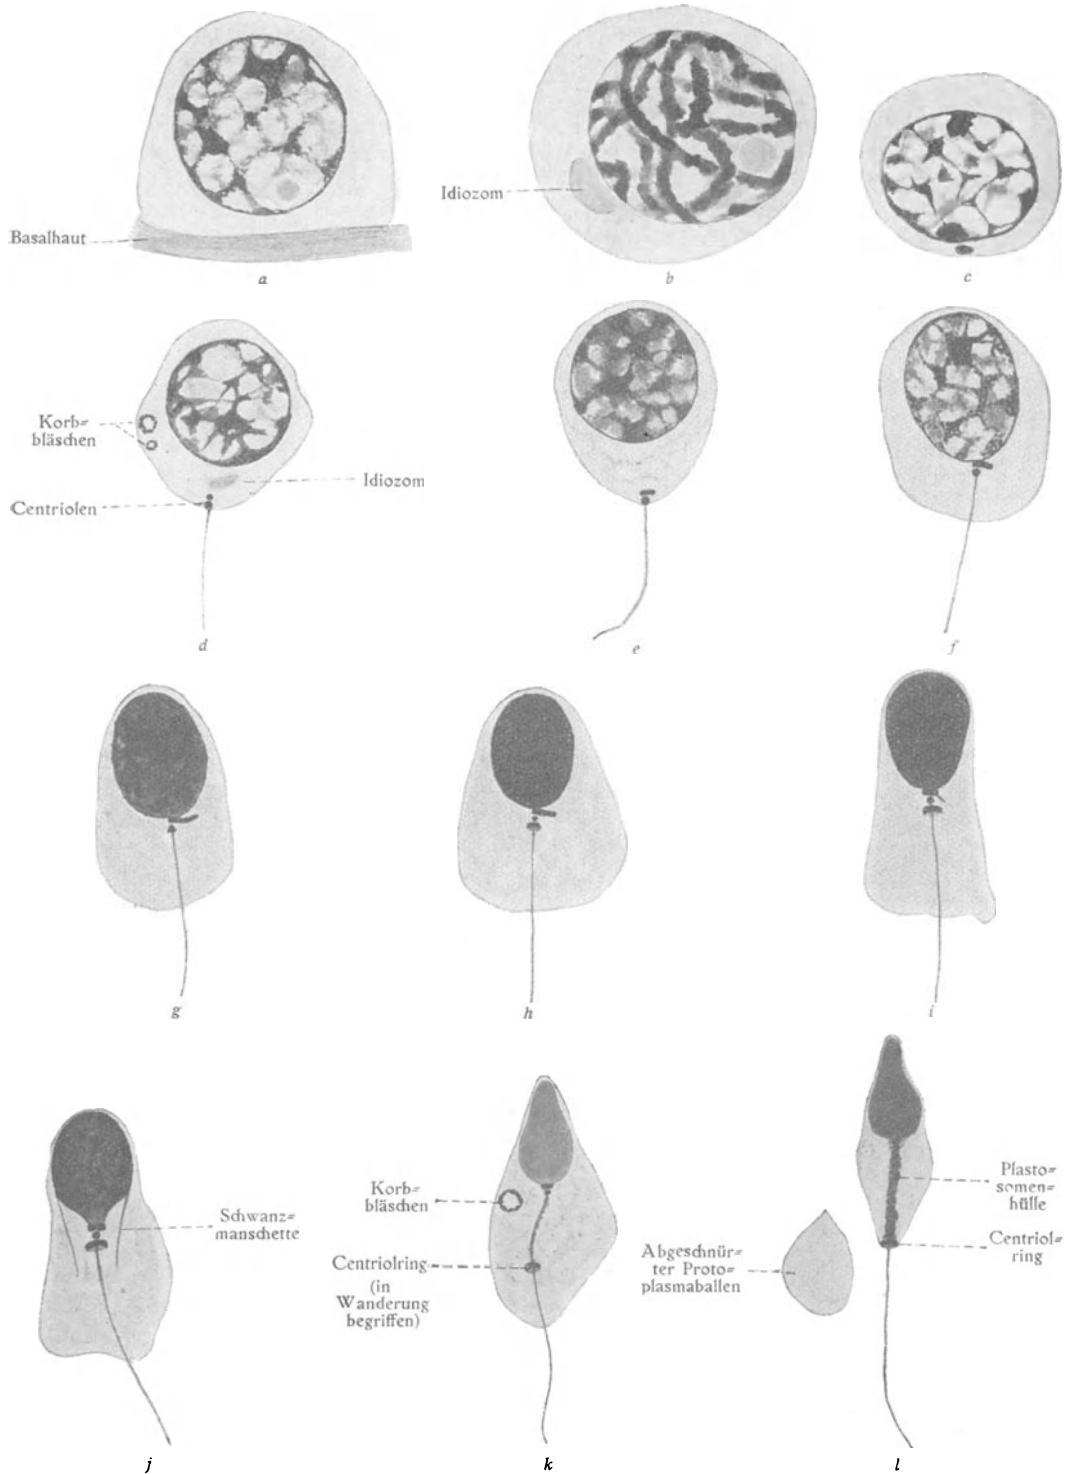 Idiozom
Basalhaut
a
b
c
Korb=
bläschen
Idiozom
Centriolen
d
e
f
g
h
i
Korb=
bläschen
Plasto=
somen=
hülle
Schwanz=
manschette
Centriol=
ring
Abgeschnür=
ter Proto=
plasmaballen
Centriolring
(in
Wanderung
begriffen)
j
k
l